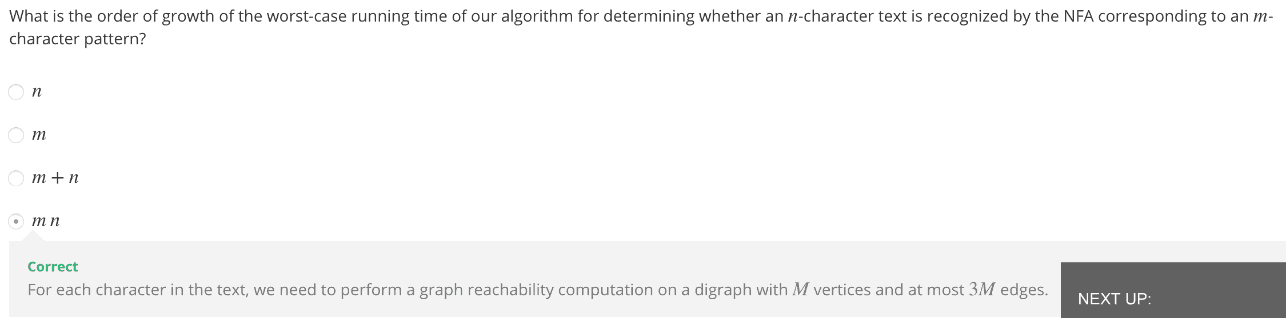 What is the order of growth of the worst-case running time of our algorithm for determining whether an n-character text is recognized by the NFA corresponding to an m-
character pattern?
n
m
m + n
m n
Correct
For each character in the text, we need to perform a graph reachability computation on a digraph with M vertices and at most 3M edges.
NEXT UP: